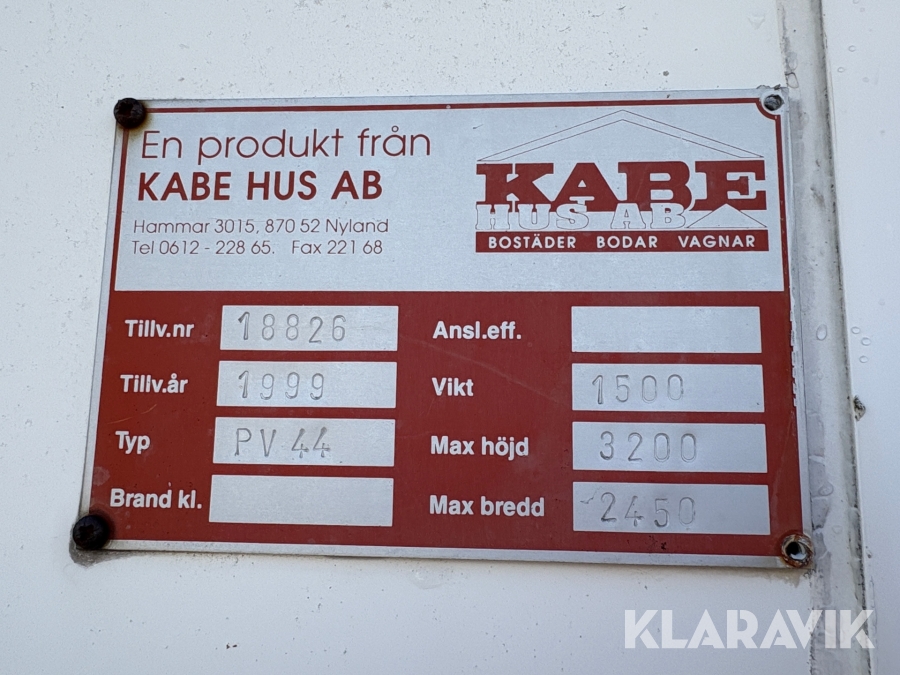 En produkt från
KABE HUS AB
Hammar 3015, 870 52 Nyland
Tel 0612 - 228 65. Fax 221 68
KABE
HUS AB
BOSTÄDER BODAR VAGNAR
Tillv.nr 18826
Tillv.år 1999
Typ PV44
Brand kl.
Ansl.eff.
Vikt 1500
Max höjd 3200
Max bredd 2450
KLARAVIK